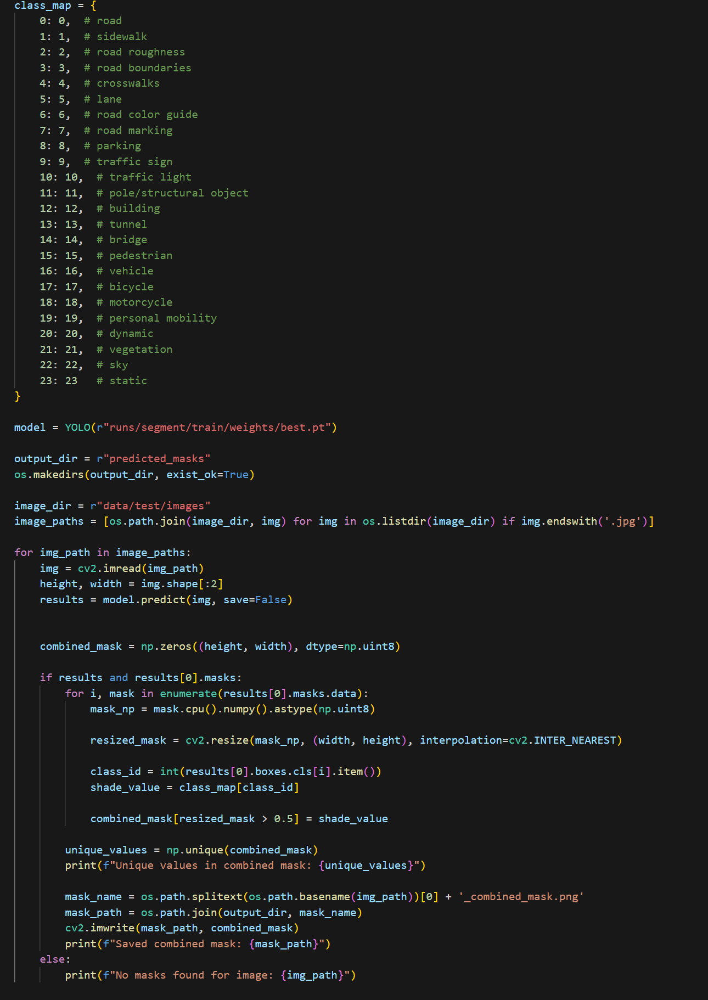 class_map = {
    0: 0,  # road
    1: 1,  # sidewalk
    2: 2,  # road roughness
    3: 3,  # road boundaries
    4: 4,  # crosswalks
    5: 5,  # lane
    6: 6,  # road color guide
    7: 7,  # road marking
    8: 8,  # parking
    9: 9,  # traffic sign
    10: 10,  # traffic light
    11: 11,  # pole/structural object
    12: 12,  # building
    13: 13,  # tunnel
    14: 14,  # bridge
    15: 15,  # pedestrian
    16: 16,  # vehicle
    17: 17,  # bicycle
    18: 18,  # motorcycle
    19: 19,  # personal mobility
    20: 20,  # dynamic
    21: 21,  # vegetation
    22: 22,  # sky
    23: 23   # static
}

model = YOLO(r"runs/segment/train/weights/best.pt")

output_dir = r"predicted_masks"
os.makedirs(output_dir, exist_ok=True)

image_dir = r"data/test/images"
image_paths = [os.path.join(image_dir, img) for img in os.listdir(image_dir) if img.endswith('.jpg')]

for img_path in image_paths:
    img = cv2.imread(img_path)
    height, width = img.shape[:2]
    results = model.predict(img, save=False)


    combined_mask = np.zeros((height, width), dtype=np.uint8)

    if results and results[0].masks:
        for i, mask in enumerate(results[0].masks.data):
            mask_np = mask.cpu().numpy().astype(np.uint8)

            resized_mask = cv2.resize(mask_np, (width, height), interpolation=cv2.INTER_NEAREST)

            class_id = int(results[0].boxes.cls[i].item())
            shade_value = class_map[class_id]

            combined_mask[resized_mask > 0.5] = shade_value

        unique_values = np.unique(combined_mask)
        print(f"Unique values in combined mask: {unique_values}")

        mask_name = os.path.splitext(os.path.basename(img_path))[0] + '_combined_mask.png'
        mask_path = os.path.join(output_dir, mask_name)
        cv2.imwrite(mask_path, combined_mask)
        print(f"Saved combined mask: {mask_path}")
    else:
        print(f"No masks found for image: {img_path}")